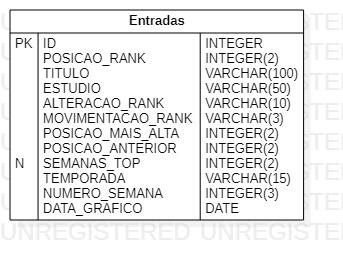 Entradas
PK ID INTEGER
POSICAO_RANK INTEGER(2)
TITULO VARCHAR(100)
ESTUDIO VARCHAR(50)
ALTERACAO_RANK VARCHAR(10)
MOVIMENTACAO_RANK VARCHAR(3)
POSICAO_MAIS_ALTA INTEGER(2)
POSICAO_ANTERIOR INTEGER(2)
N SEMANAS_TOP INTEGER(2)
TEMPORADA VARCHAR(15)
NUMERO_SEMANA INTEGER(3)
DATA_GRÁFICO DATE
UNREGISTERED UNREGISTERED